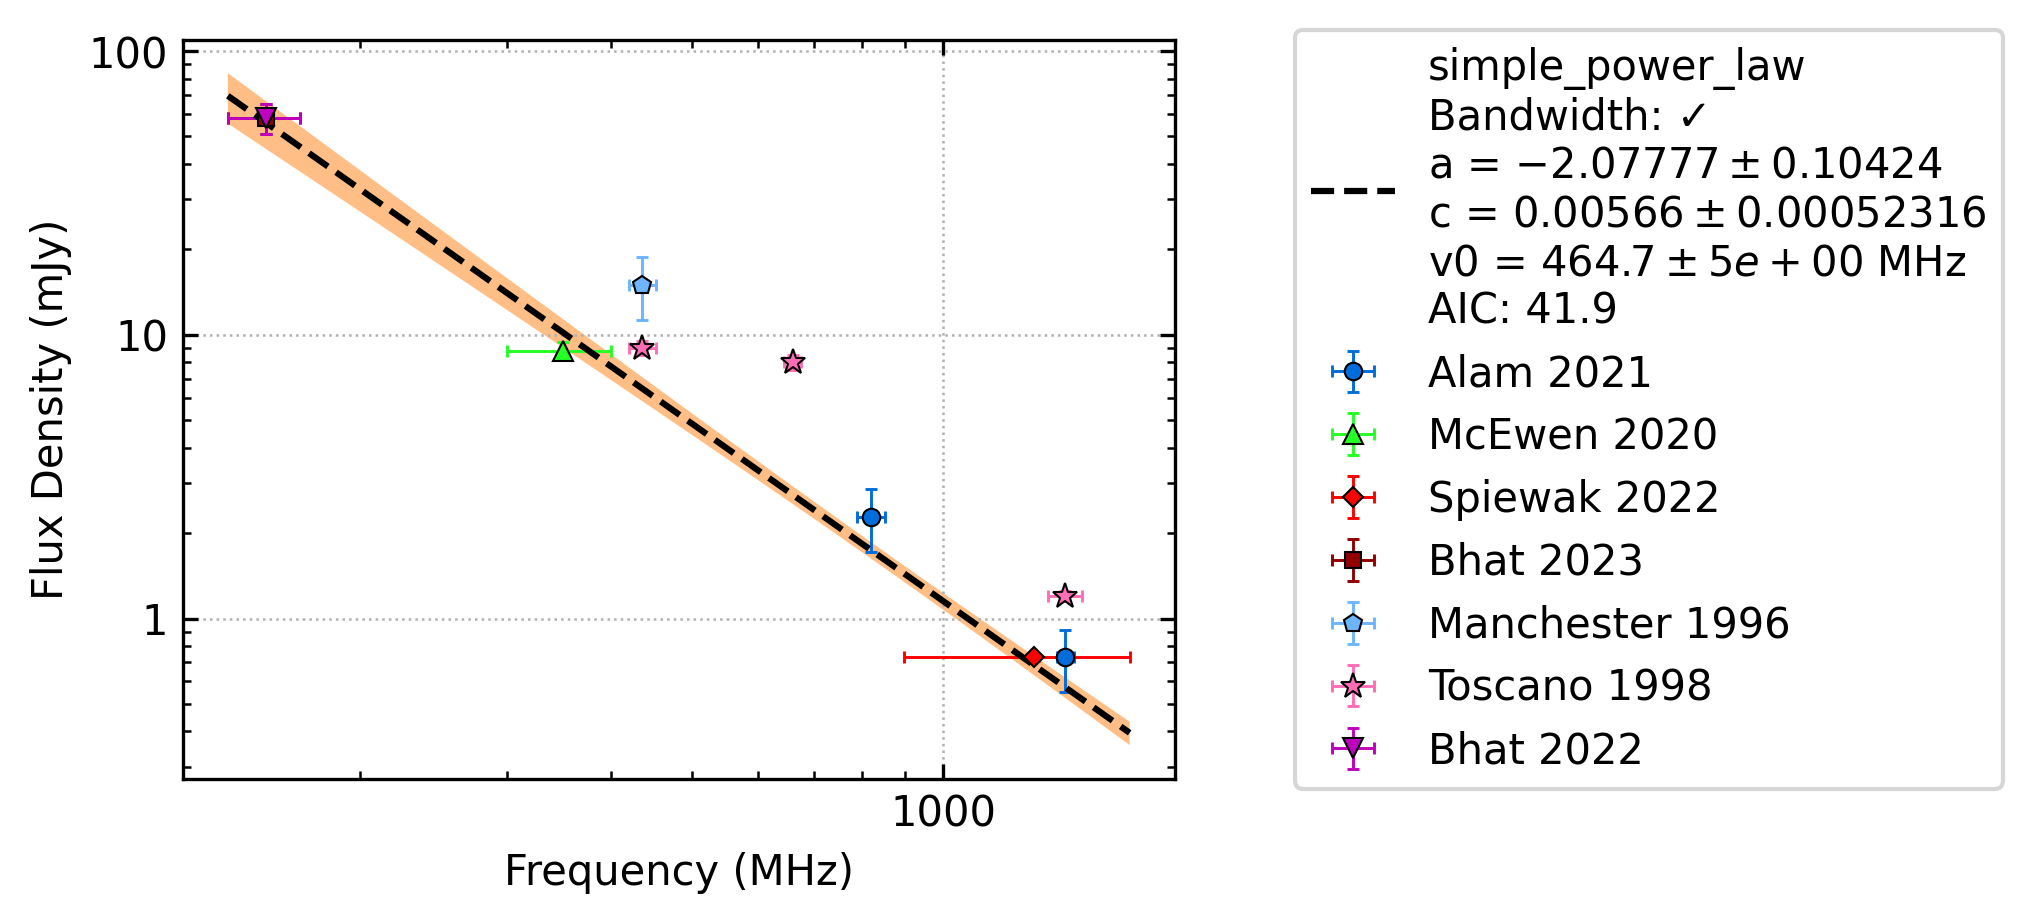 100
10
1
Flux Density (mJy)
1000
Frequency (MHz)
simple_power_law
Bandwidth: ✓
a = −2.07777 ± 0.10424
c = 0.00566 ± 0.00052316
v0 = 464.7 ± 5e + 00 MHz
AIC: 41.9
Alam 2021
McEwen 2020
Spiewak 2022
Bhat 2023
Manchester 1996
Toscano 1998
Bhat 2022